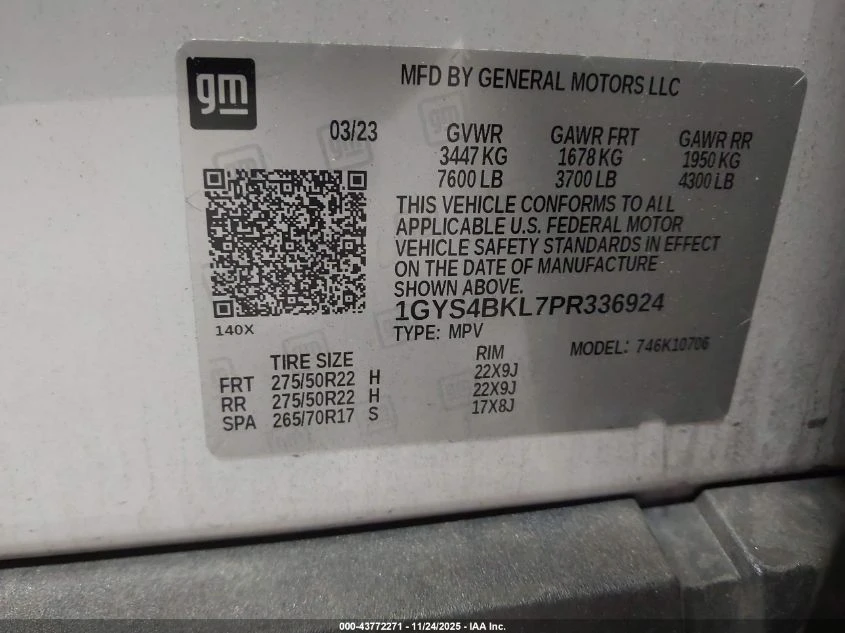 gm
MFD BY GENERAL MOTORS LLC
03/23
GVWR GAWR FRT GAWR RR
3447 KG 1678 KG 1950 KG
7600 LB 3700 LB 4300 LB
THIS VEHICLE CONFORMS TO ALL
APPLICABLE U.S. FEDERAL MOTOR
VEHICLE SAFETY STANDARDS IN EFFECT
ON THE DATE OF MANUFACTURE
SHOWN ABOVE.
1GYS4BKL7PR336924
140X
TYPE: MPV
MODEL: 746K10706
TIRE SIZE RIM
FRT 275/50R22 H 22X9J
RR 275/50R22 H 22X9J
SPA 265/70R17 S 17X8J
000-43772271 - 11/24/2025 - IAA Inc.